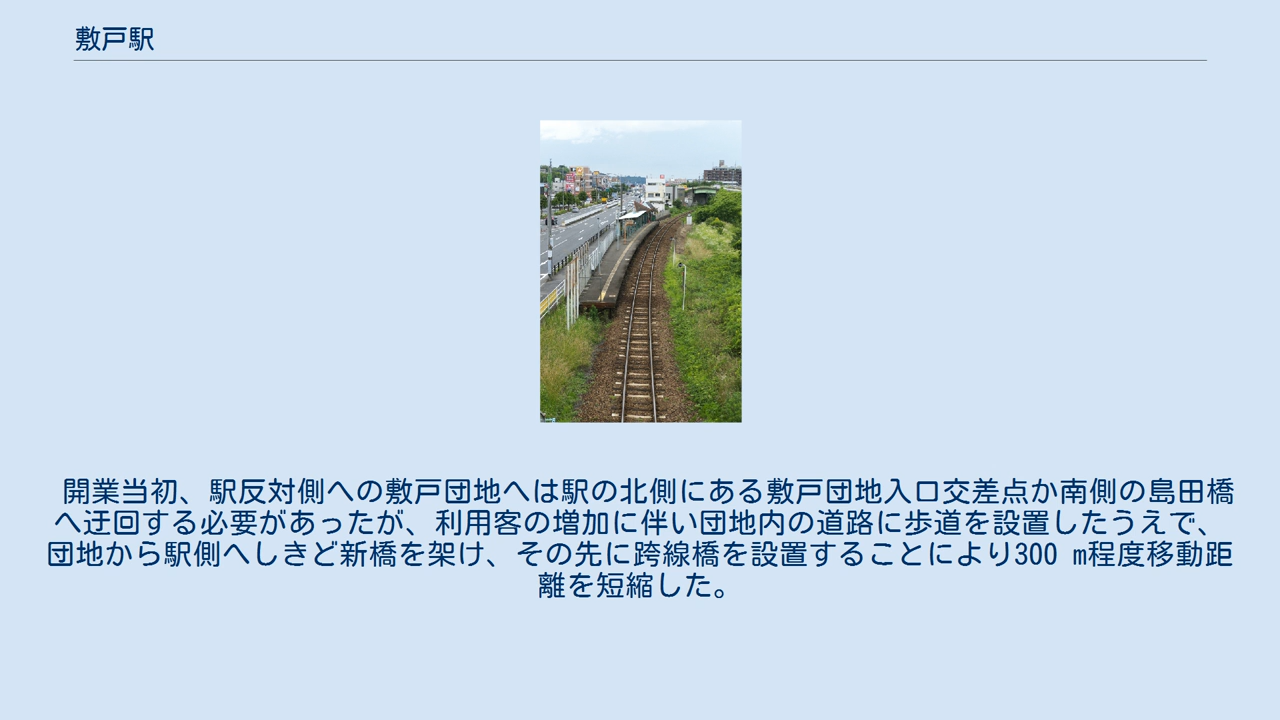 敷戸駅
開業当初、駅反対側への敷戸団地へは駅の北側にある敷戸団地入口交差点か南側の島田橋
へ迂回する必要があったが、利用客の増加に伴い団地内の道路に歩道を設置したうえで、
団地から駅側へしきど新橋を架け、その先に跨線橋を設置することにより300 m程度移動距
離を短縮した。